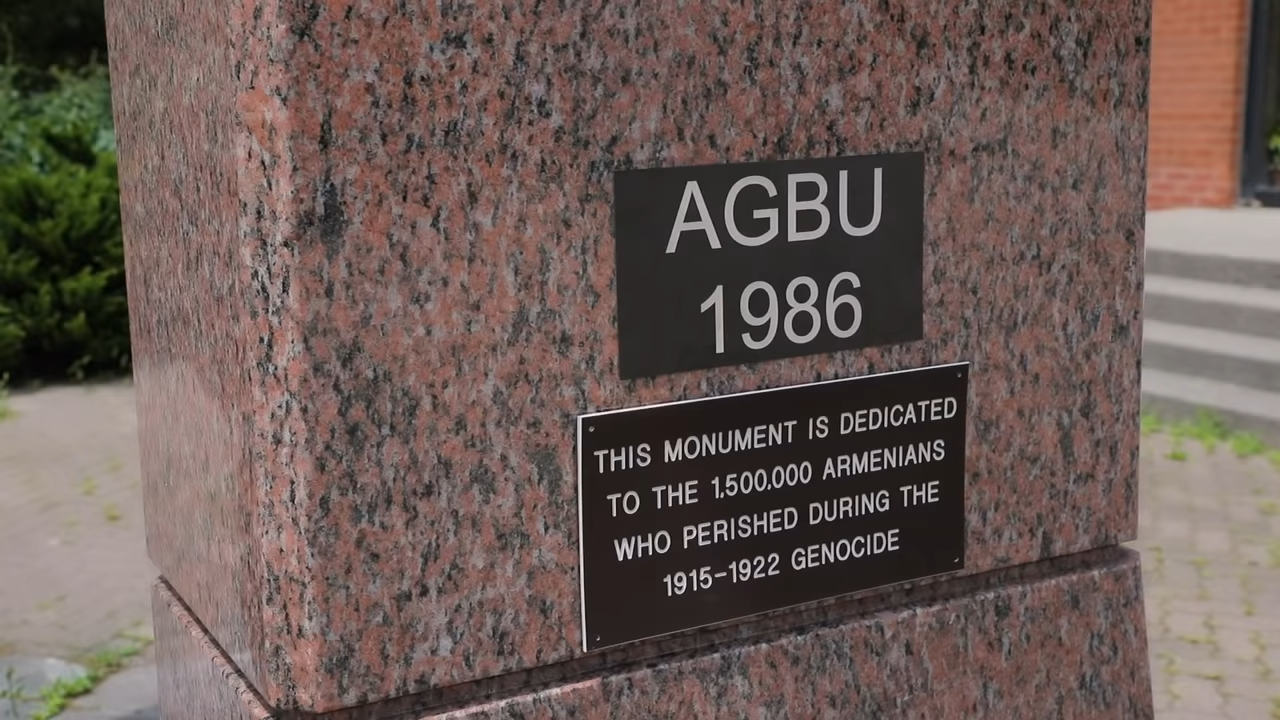 AGBU
1986
THIS MONUMENT IS DEDICATED
TO THE 1.500.000 ARMENIANS
WHO PERISHED DURING THE
1915-1922 GENOCIDE